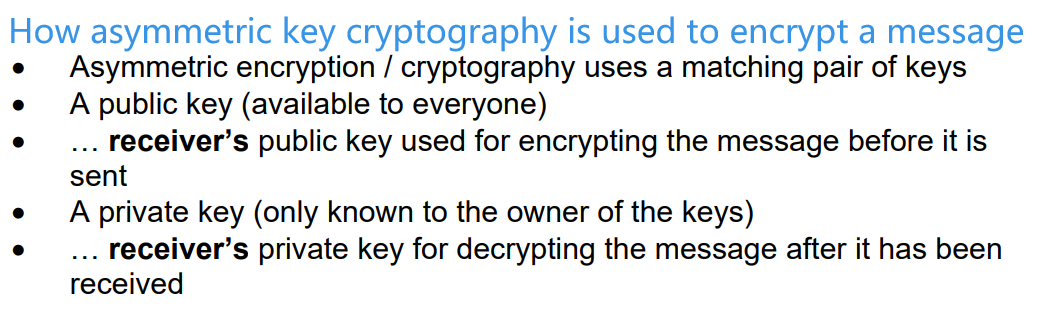 How asymmetric key cryptography is used to encrypt a message
• Asymmetric encryption / cryptography uses a matching pair of keys
• A public key (available to everyone)
• … receiver’s public key used for encrypting the message before it is
sent
• A private key (only known to the owner of the keys)
• … receiver’s private key for decrypting the message after it has been
received